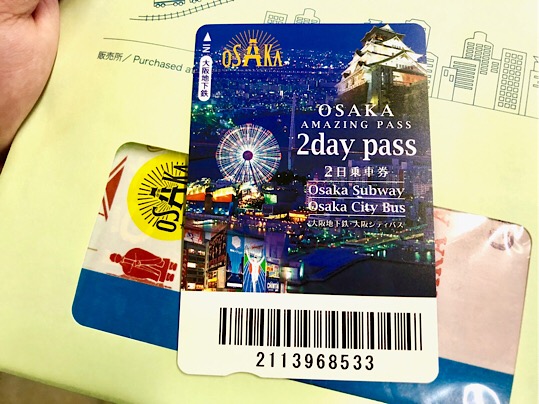 販売所／Purchased at
OSAKA
IN
大阪地下鉄
OSAKA
AMAZING PASS
2day pass
2日乗車券
Osaka Subway
Osaka City Bus
大阪地下鉄・大阪シティバス
OSAKA
2113968533